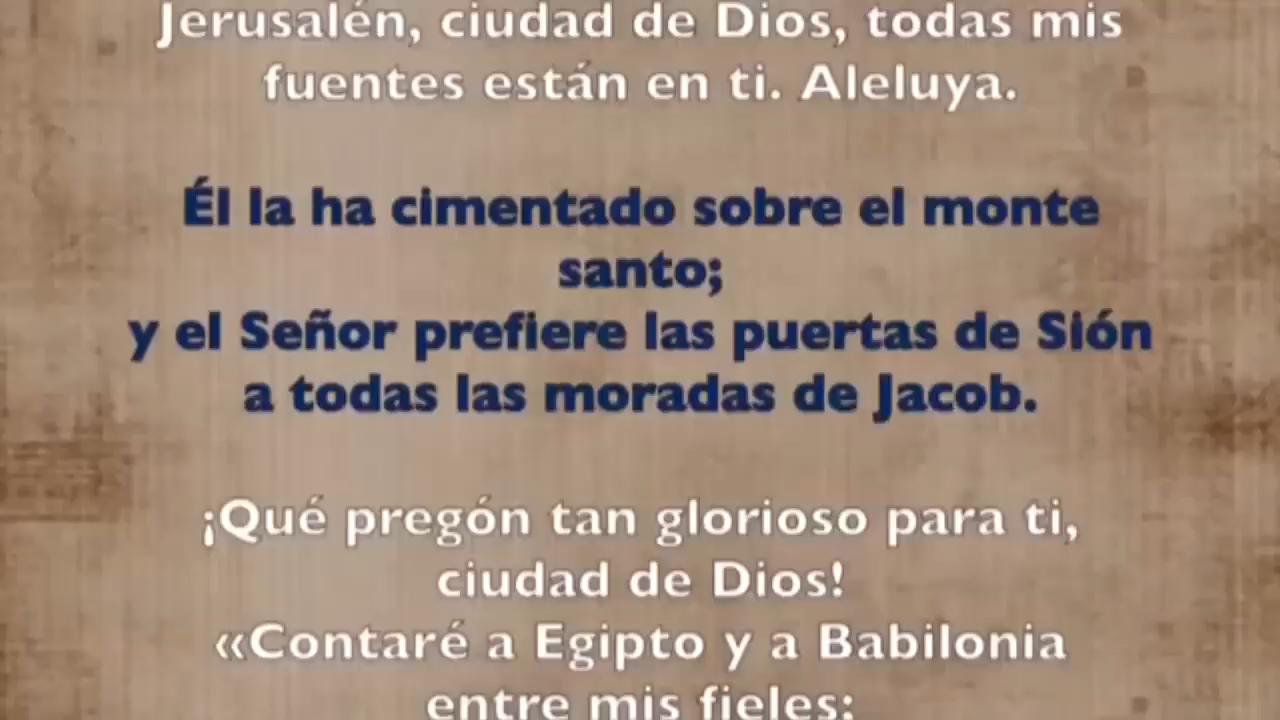 Jerusalén, ciudad de Dios, todas mis
fuentes están en ti. Aleluya.
Él la ha cimentado sobre el monte
santo;
y el Señor prefiere las puertas de Sión
a todas las moradas de Jacob.
¡Qué pregón tan glorioso para ti,
ciudad de Dios!
«Contaré a Egipto y a Babilonia
entre mis fieles;